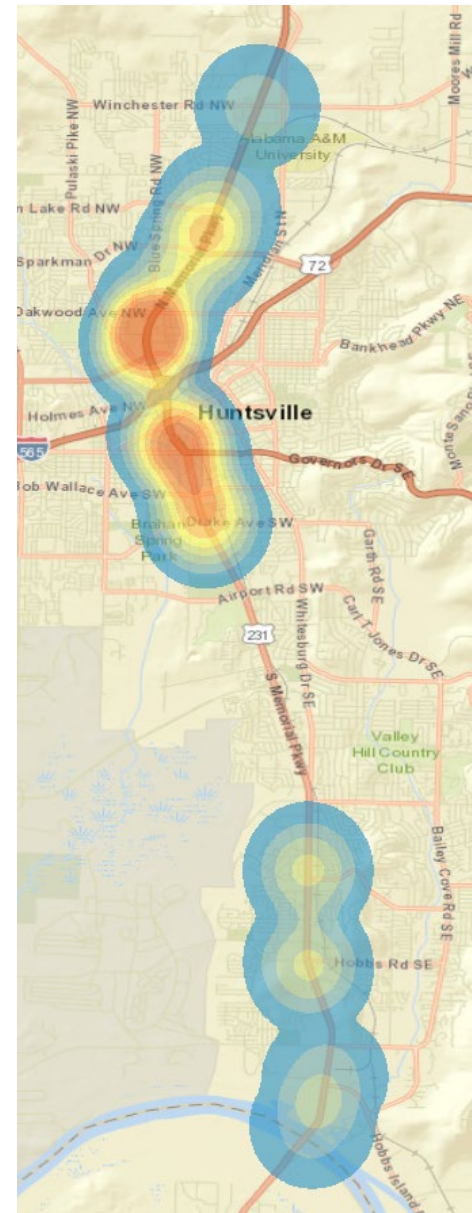 Moores Mill Rd
Winchester Rd NW
Pulaski Pike NW
Alabama A&M
University
Blue Spring Rd NW
n Lake Rd NW
N Memorial Pkwy
Meridian St N
Sparkman Dr NW
72
Oakwood Ave NW
Bankhead Pkwy NE
Holmes Ave NW
Huntsville
565
Governors Dr SE
Bob Wallace Ave SW
Drake Ave SW
Brahan
Spring
Park
Garth Rd SE
Airport Rd SW
Carl T Jones Dr SE
Whitesburg Dr SE
231
S Memorial Pkwy
Valley
Hill Country
Club
Bailey Cove Rd SE
Hobbs Rd SE
Hobbs Island